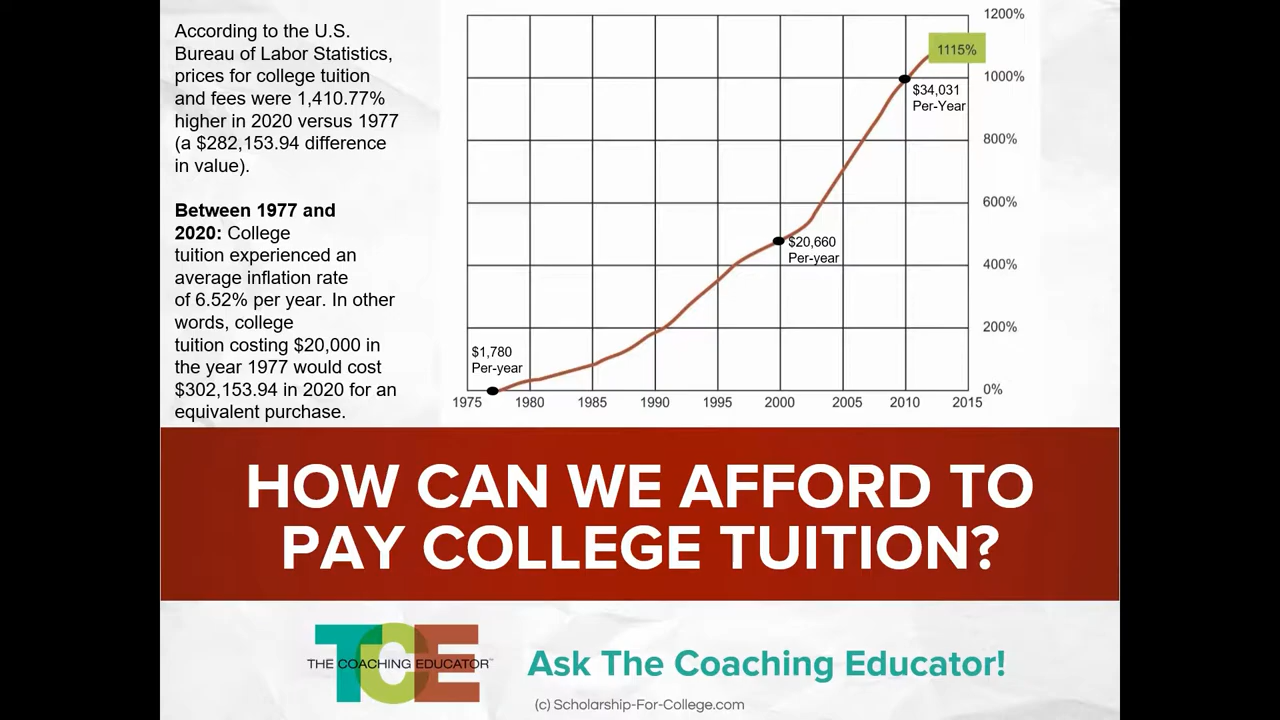 According to the U.S.
Bureau of Labor Statistics,
prices for college tuition
and fees were 1,410.77%
higher in 2020 versus 1977
(a $282,153.94 difference
in value).
Between 1977 and
2020: College
tuition experienced an
average inflation rate
of 6.52% per year. In other
words, college
tuition costing $20,000 in
the year 1977 would cost
$302,153.94 in 2020 for an
equivalent purchase.
1200%
1115%
1000%
$34,031
Per-Year
800%
600%
$20,660
Per-year
400%
200%
$1,780
Per-year
0%
1975 1980 1985 1990 1995 2000 2005 2010 2015
HOW CAN WE AFFORD TO
PAY COLLEGE TUITION?
TCE
THE COACHING EDUCATOR™
Ask The Coaching Educator!
(c) Scholarship-For-College.com